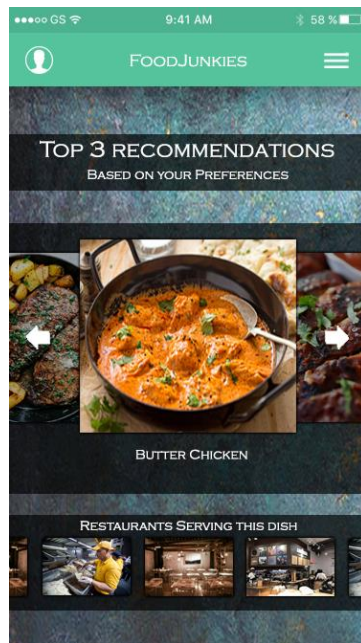 GS 9:41 AM 58 %
FoodJunkies
Top 3 recommendations
Based on your Preferences
Butter Chicken
Restaurants Serving this dish